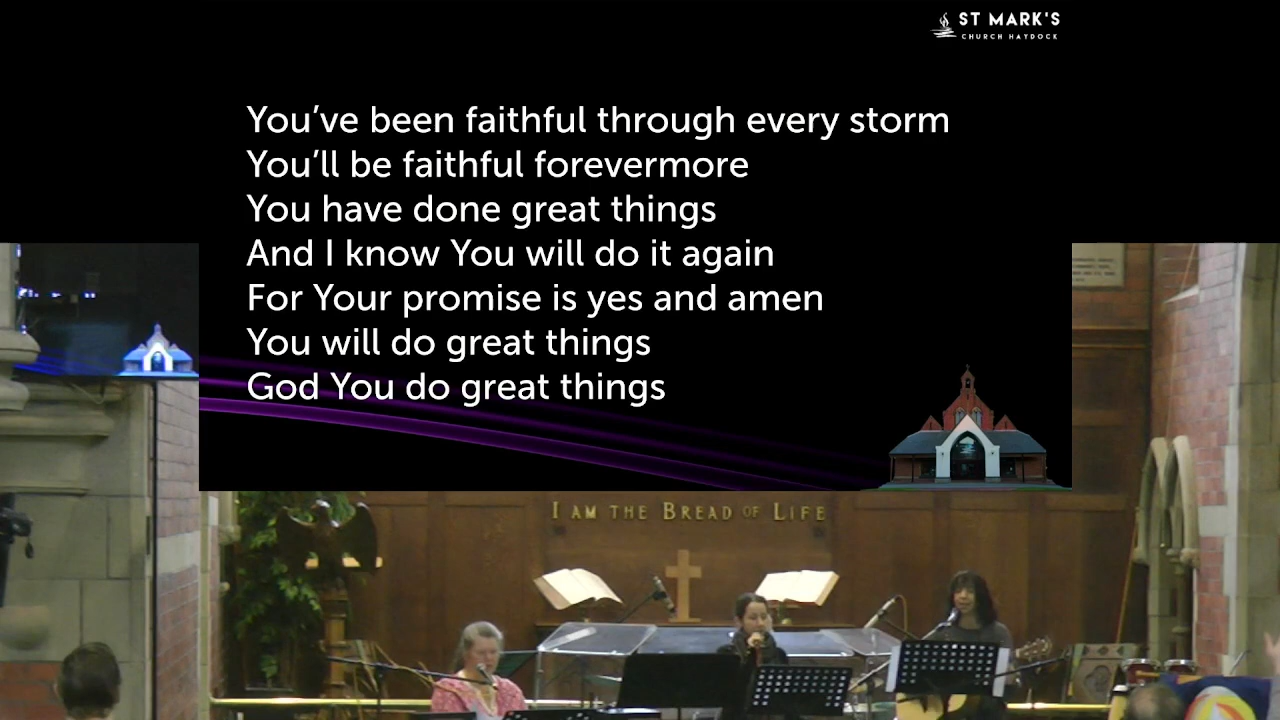 ST MARK'S
CHURCH HAYDOCK
You've been faithful through every storm
You'll be faithful forevermore
You have done great things
And I know You will do it again
For Your promise is yes and amen
You will do great things
God You do great things
I AM THE BREAD OF LIFE